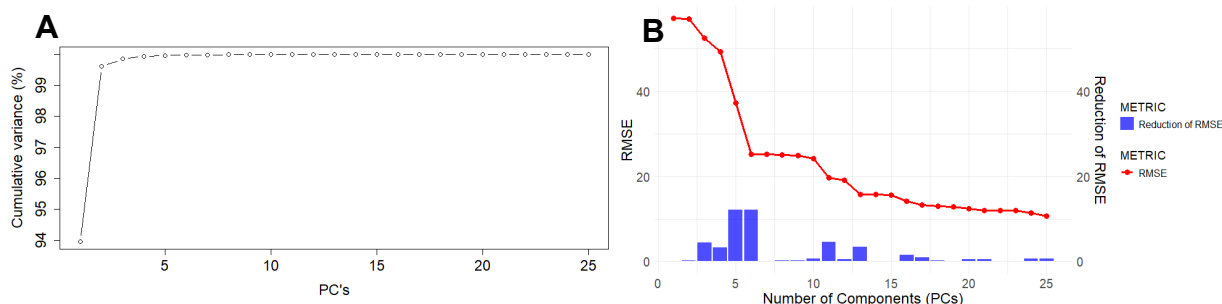 A
Cumulative variance (%)
99
98
97
96
95
94
5
10
15
20
25
PC's
B
RMSE
40
20
0
0
5
10
15
20
25
Number of Components (PCs)
40
20
0
Reduction of RMSE
METRIC
Reduction of RMSE
METRIC
RMSE